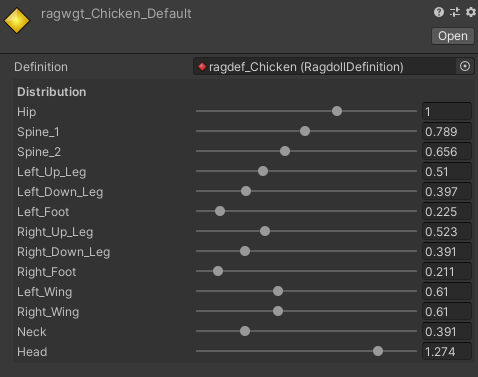 ragwgt_Chicken_Default
Open
Definition ragdef_Chicken (RagdollDefinition)
Distribution
Hip 1
Spine_1 0.789
Spine_2 0.656
Left_Up_Leg 0.51
Left_Down_Leg 0.397
Left_Foot 0.225
Right_Up_Leg 0.523
Right_Down_Leg 0.391
Right_Foot 0.211
Left_Wing 0.61
Right_Wing 0.61
Neck 0.391
Head 1.274